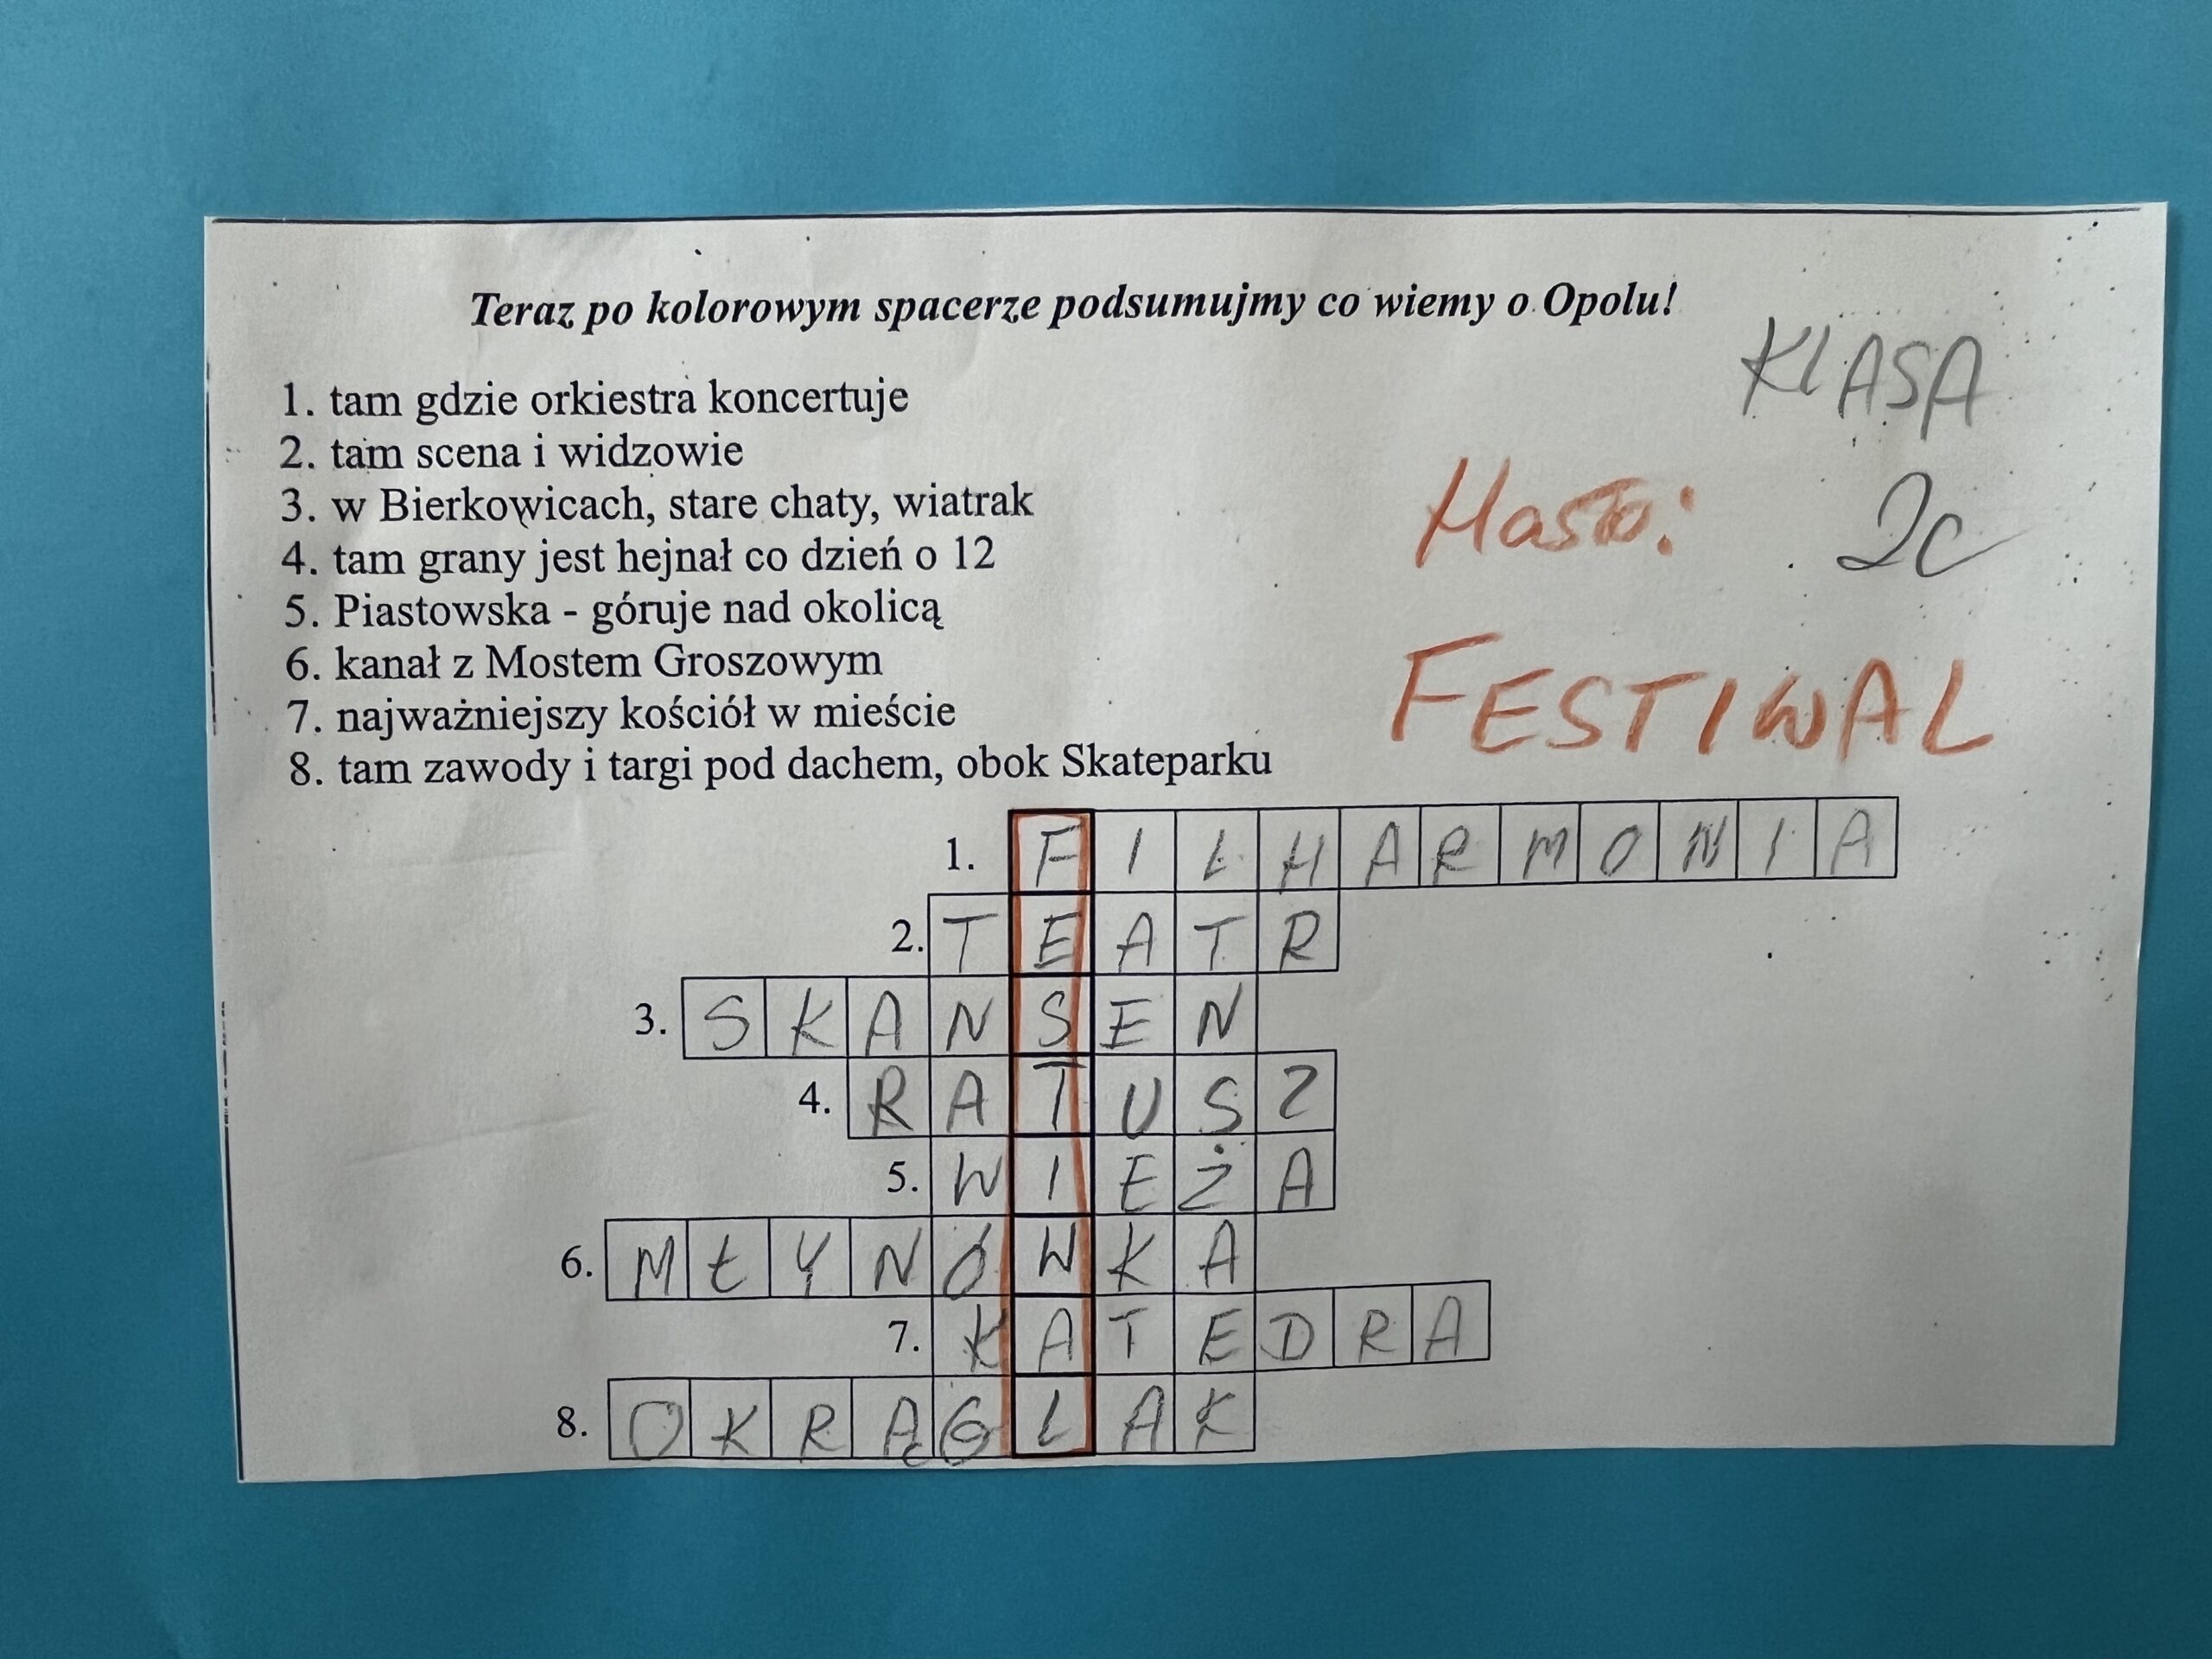 Teraz po kolorowym spacerze podsumujmy co wiemy o Opolu!
KLASA
2c
1. tam gdzie orkiestra koncertuje
2. tam scena i widzowie
3. w Bierkowicach, stare chaty, wiatrak
4. tam grany jest hejnał co dzień o 12
5. Piastowska - góruje nad okolicą
6. kanał z Mostem Groszowym
7. najważniejszy kościół w mieście
8. tam zawody i targi pod dachem, obok Skateparku
Hasło:
FESTIWAL
1. FILHARMONIA
2. TEATR
3. SKANSEN
4. RATUSZ
5. WIEŻA
6. MŁYNÓWKA
7. KATEDRA
8. OKRĄGLAK